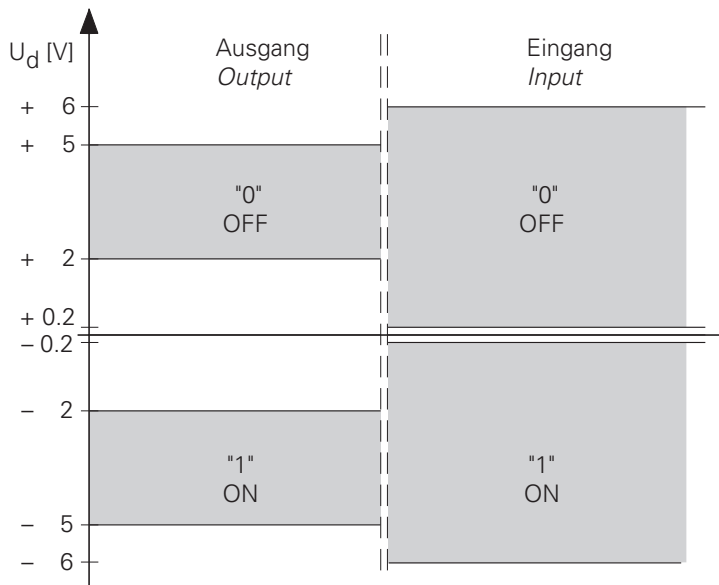 U_d [V]
Ausgang
Output
Eingang
Input
+ 6
+ 5
"0"
OFF
"0"
OFF
+ 2
+ 0.2
– 0.2
– 2
"1"
ON
"1"
ON
– 5
– 6